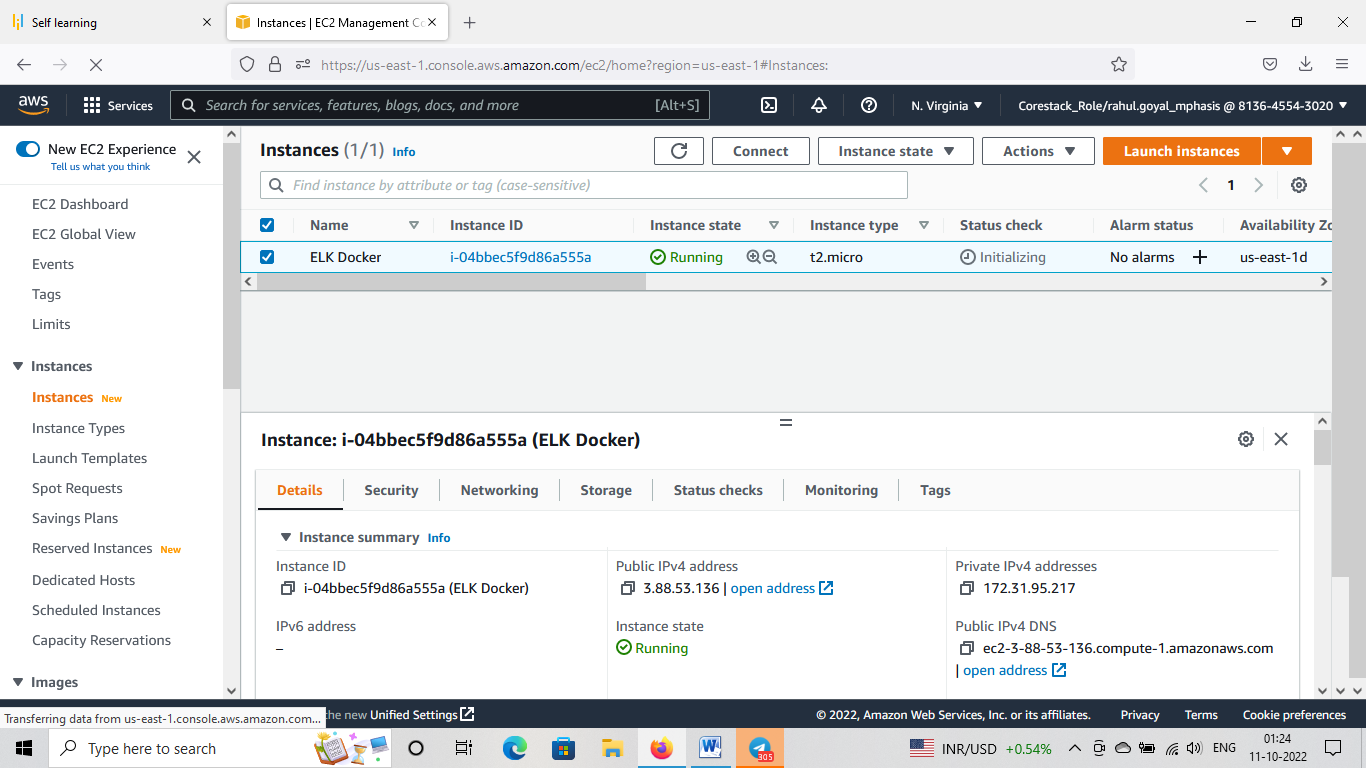 Self learning
Instances | EC2 Management Co
https://us-east-1.console.aws.amazon.com/ec2/home?region=us-east-1#Instances:
aws Services Search for services, features, blogs, docs, and more [Alt+S] N. Virginia Corestack_Role/rahul.goyal_mphasis @ 8136-4554-3020
New EC2 Experience
Tell us what you think
EC2 Dashboard
EC2 Global View
Events
Tags
Limits
Instances
Instances New
Instance Types
Launch Templates
Spot Requests
Savings Plans
Reserved Instances New
Dedicated Hosts
Scheduled Instances
Capacity Reservations
Images
Instances (1/1) Info
Connect Instance state Actions Launch instances
Find instance by attribute or tag (case-sensitive)
1
Name Instance ID Instance state Instance type Status check Alarm status Availability Zo
ELK Docker i-04bbec5f9d86a555a Running t2.micro Initializing No alarms us-east-1d
Instance: i-04bbec5f9d86a555a (ELK Docker)
Details Security Networking Storage Status checks Monitoring Tags
Instance summary Info
Instance ID
i-04bbec5f9d86a555a (ELK Docker)
Public IPv4 address
3.88.53.136 | open address
Private IPv4 addresses
172.31.95.217
IPv6 address
–
Instance state
Running
Public IPv4 DNS
ec2-3-88-53-136.compute-1.amazonaws.com
| open address
Transferring data from us-east-1.console.aws.amazon.com...
the new Unified Settings
© 2022, Amazon Web Services, Inc. or its affiliates. Privacy Terms Cookie preferences
Type here to search
305
INR/USD +0.54%
ENG
01:24
11-10-2022